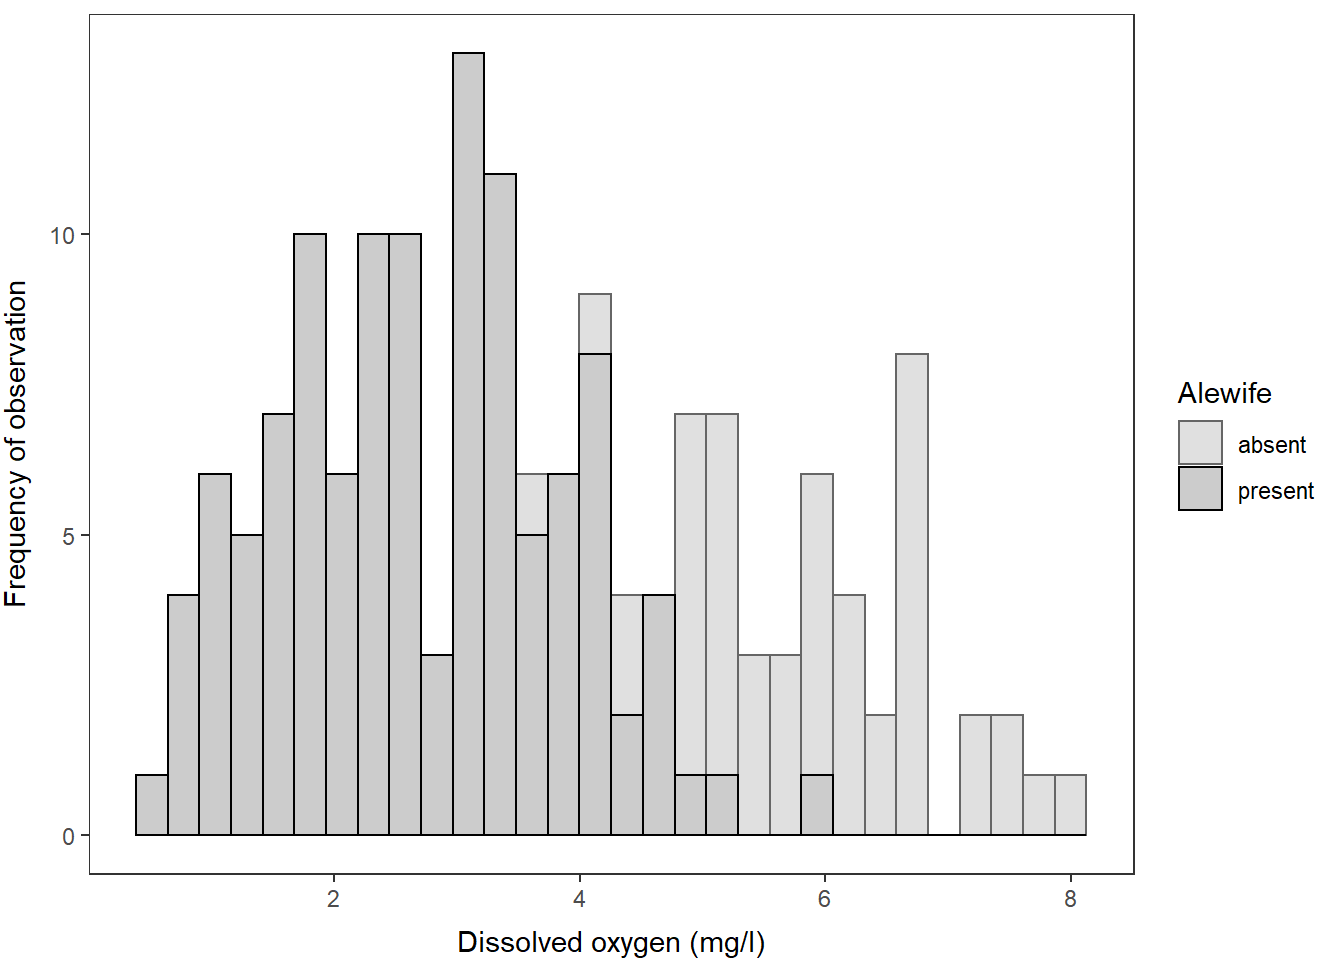 Frequency of observation
10
5
0
2
4
6
8
Dissolved oxygen (mg/l)
Alewife
absent
present